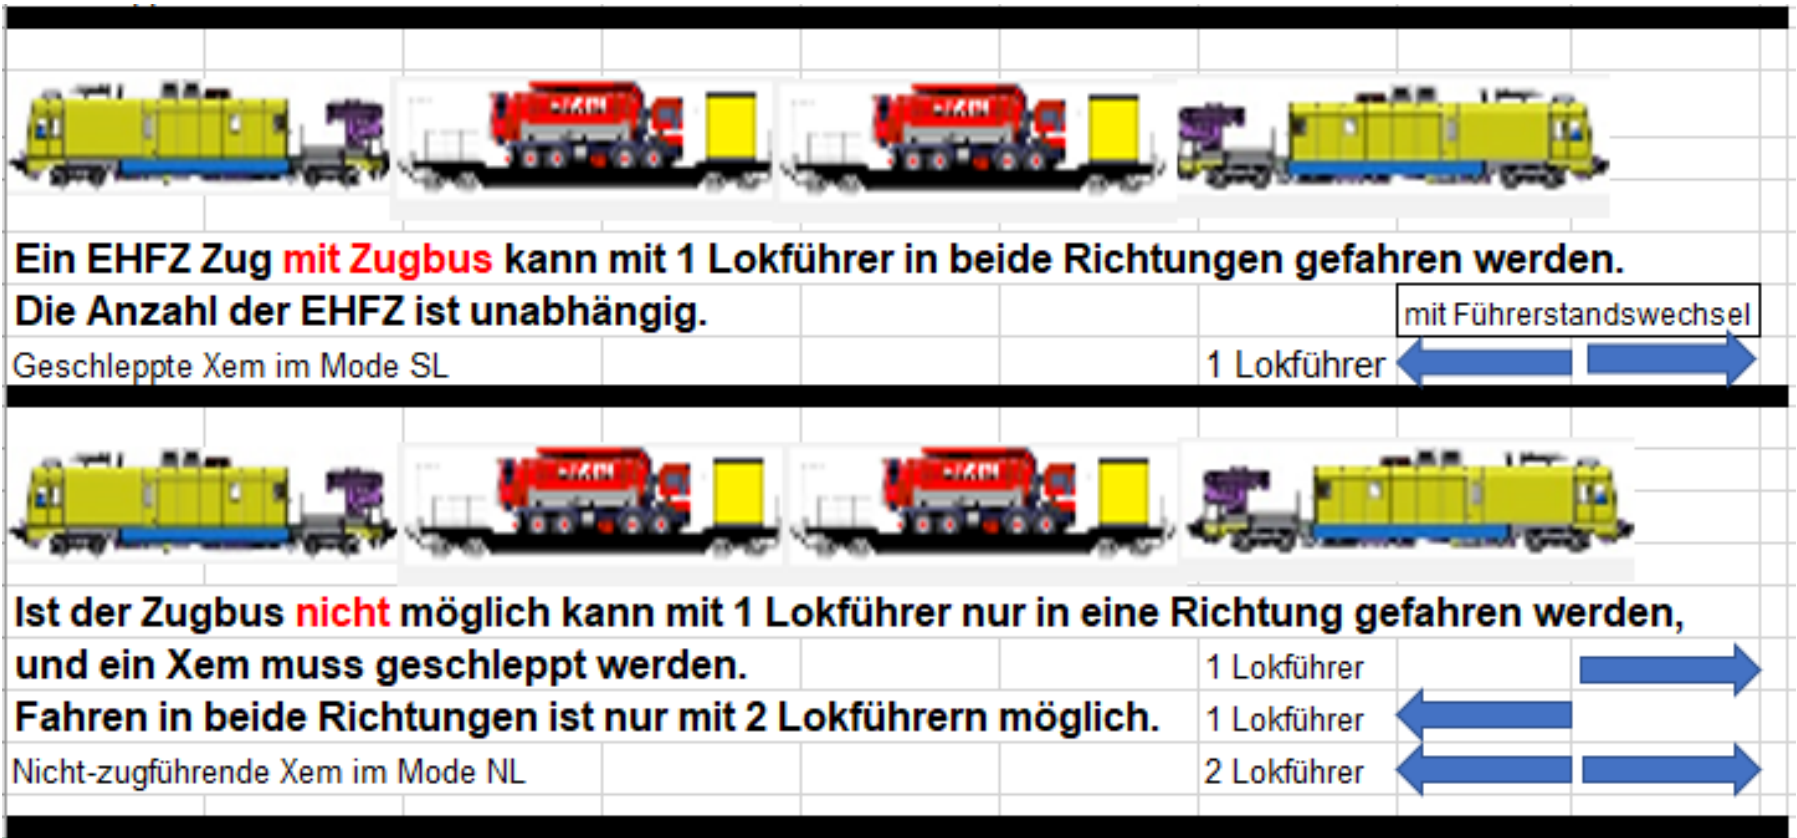 Ein EHFZ Zug mit Zugbus kann mit 1 Lokführer in beide Richtungen gefahren werden.
Die Anzahl der EHFZ ist unabhängig.
mit Führerstandswechsel
Geschleppte Xem im Mode SL
1 Lokführer
Ist der Zugbus nicht möglich kann mit 1 Lokführer nur in eine Richtung gefahren werden,
und ein Xem muss geschleppt werden.
1 Lokführer
Fahren in beide Richtungen ist nur mit 2 Lokführern möglich.
1 Lokführer
Nicht-zugführende Xem im Mode NL
2 Lokführer